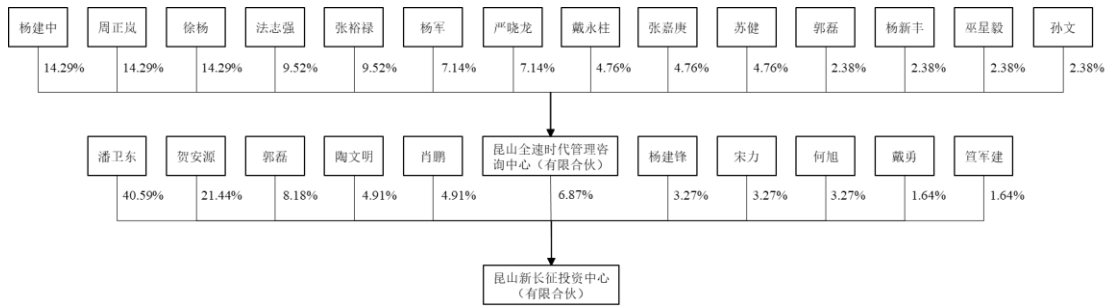 杨建中 周正岚 徐杨 法志强 张裕禄 杨军 严晓龙 戴永柱 张嘉庚 苏健 郭磊 杨新丰 巫星毅 孙文
14.29% 14.29% 14.29% 9.52% 9.52% 7.14% 7.14% 4.76% 4.76% 4.76% 2.38% 2.38% 2.38% 2.38%
潘卫东 贺安源 郭磊 陶文明 肖鹏 昆山全速时代管理咨 杨建锋 宋力 何旭 戴勇 笪军建
询中心（有限合伙）
40.59% 21.44% 8.18% 4.91% 4.91% 6.87% 3.27% 3.27% 3.27% 1.64% 1.64%
昆山新长征投资中心
（有限合伙）